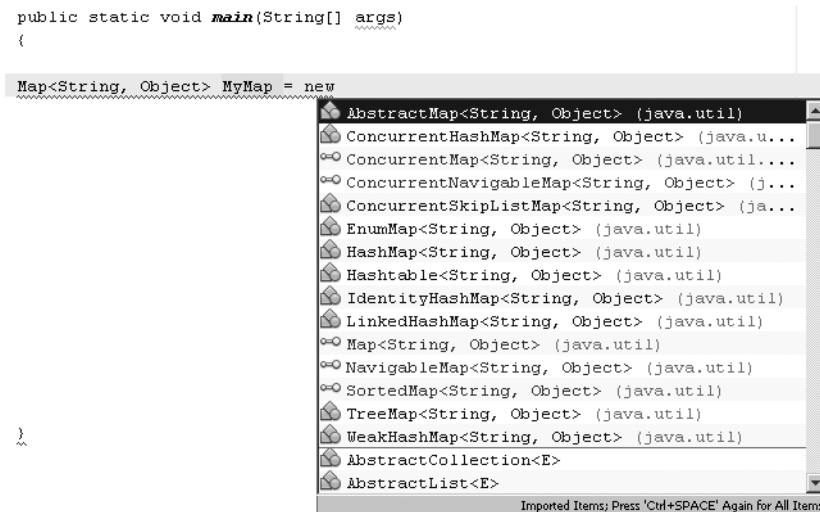 public static void main(String[] args)
{
Map<String, Object> MyMap = new
AbstractMap<String, Object> (java.util)
ConcurrentHashMap<String, Object> (java.u...
ConcurrentMap<String, Object> (java.util....
ConcurrentNavigableMap<String, Object> (j...
ConcurrentSkipListMap<String, Object> (ja...
EnumMap<String, Object> (java.util)
HashMap<String, Object> (java.util)
Hashtable<String, Object> (java.util)
IdentityHashMap<String, Object> (java.util)
LinkedHashMap<String, Object> (java.util)
Map<String, Object> (java.util)
NavigableMap<String, Object> (java.util)
SortedMap<String, Object> (java.util)
TreeMap<String, Object> (java.util)
WeakHashMap<String, Object> (java.util)
AbstractCollection<E>
AbstractList<E>
Imported Items; Press 'Ctrl+SPACE' Again for All Items
}